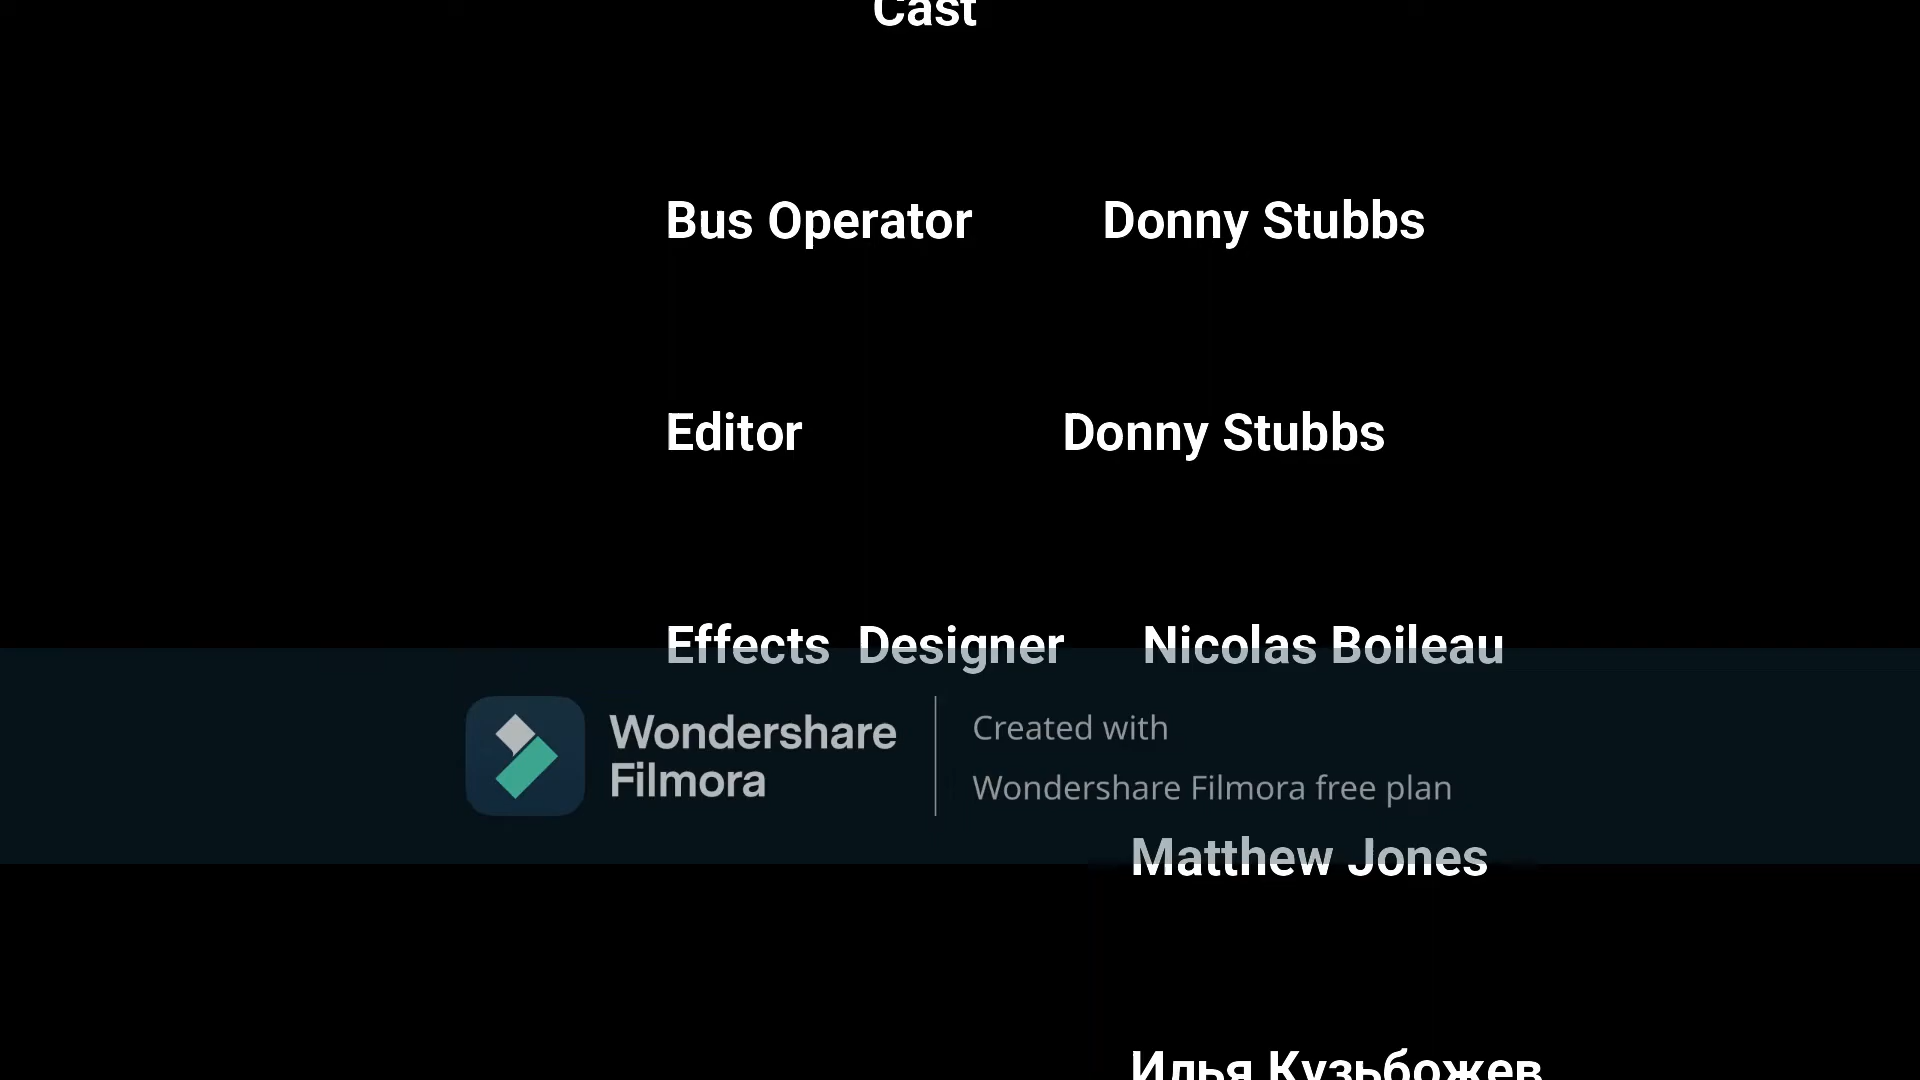 Cast
Bus Operator Donny Stubbs
Editor Donny Stubbs
Effects Designer Nicolas Boileau
Wondershare
Filmora
Created with
Wondershare Filmora free plan
Matthew Jones
Илья Кузьбожев